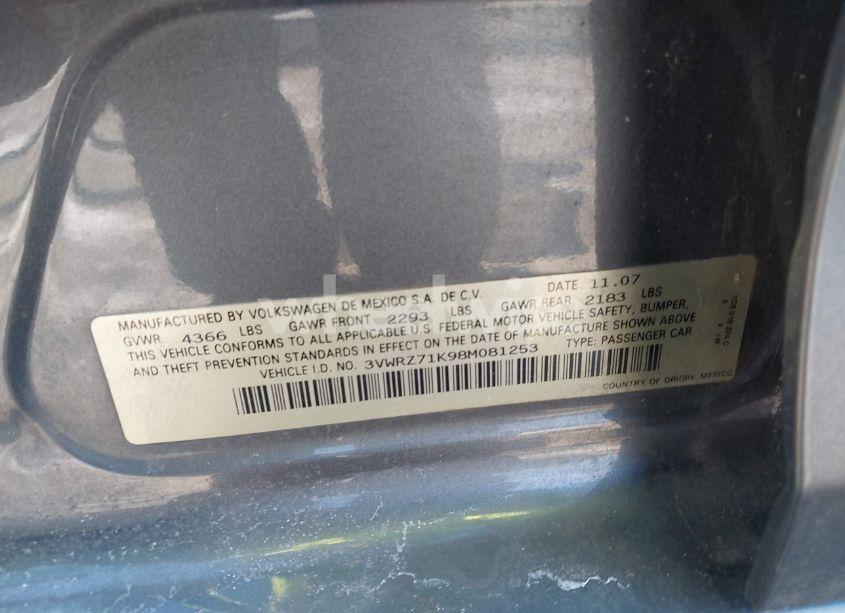 MANUFACTURED BY VOLKSWAGEN DE MEXICO S.A. DE C.V. DATE 11.07
GVWR 4366 LBS GAWR FRONT 2293 LBS GAWR REAR 2183 LBS
THIS VEHICLE CONFORMS TO ALL APPLICABLE U.S. FEDERAL MOTOR VEHICLE SAFETY, BUMPER,
AND THEFT PREVENTION STANDARDS IN EFFECT ON THE DATE OF MANUFACTURE SHOWN ABOVE
VEHICLE I.D. NO. 3VWRZ71K98M081253 TYPE: PASSENGER CAR
COUNTRY OF ORIGIN: MEXICO